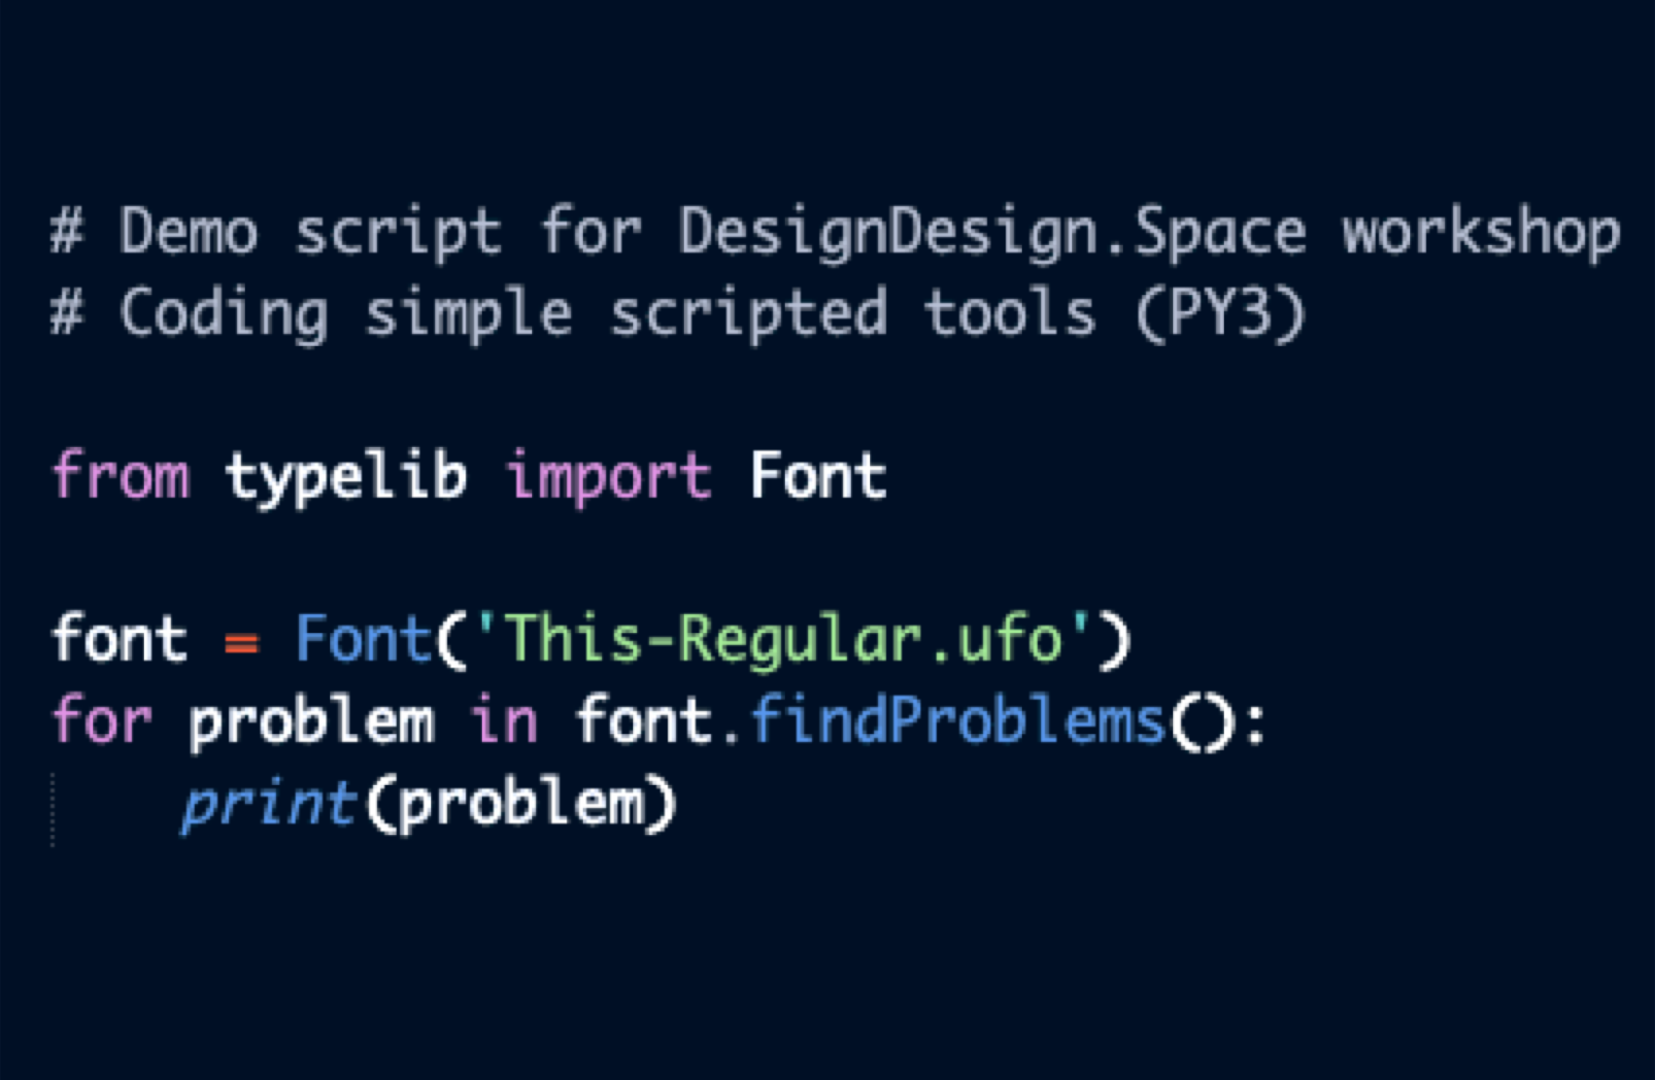 # Demo script for DesignDesign.Space workshop
# Coding simple scripted tools (PY3)
from typelib import Font
font = Font('This-Regular.ufo')
for problem in font.findProblems():
    print(problem)